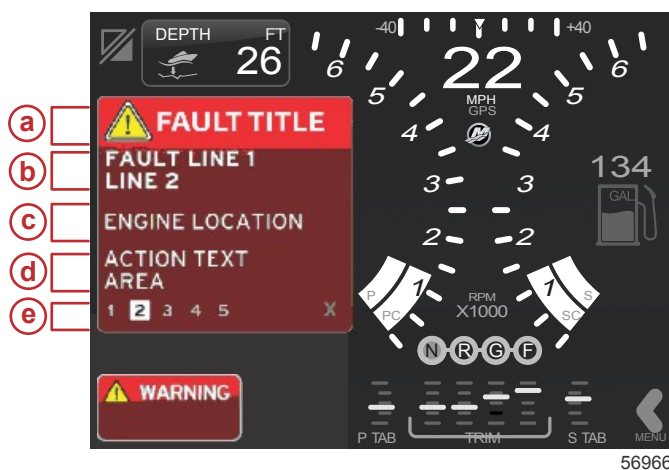 DEPTH FT
26
-40 +40
22
MPH
GPS
6 6
5 5
4 4
3 3
2 2
1 1
134
GAL
a
FAULT TITLE
b
FAULT LINE 1
LINE 2
c
ENGINE LOCATION
d
ACTION TEXT
AREA
e
1 2 3 4 5 X
P
PC
S
SC
RPM
X1000
N R G F
WARNING
P TAB TRIM S TAB
MENU
56966